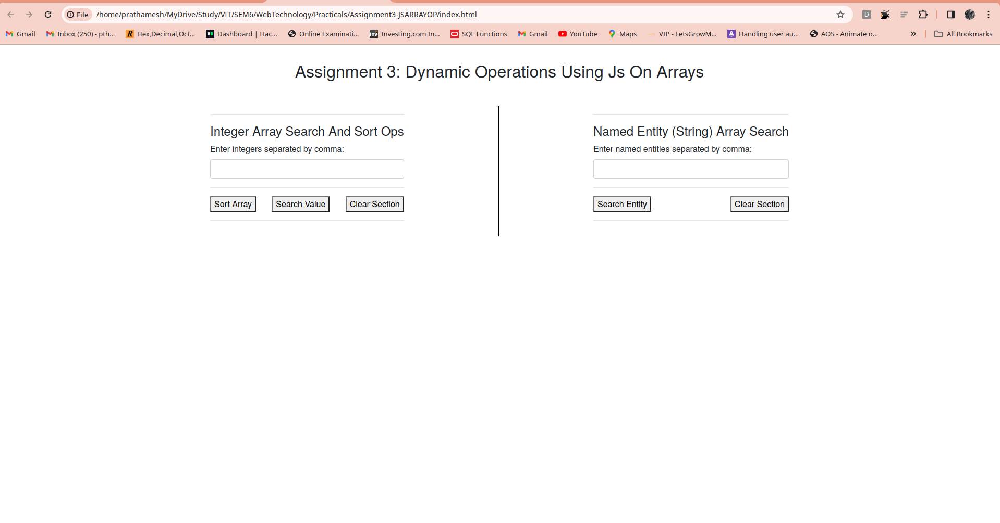 File /home/prathamesh/MyDrive/Study/VIT/SEM6/WebTechnology/Practicals/Assignment3-JSARRAYOP/index.html D
Gmail Inbox (250) - pth... R Hex,Decimal,Oct... H Dashboard | Hac... Online Examinati... Inv Investing.com In... SQL Functions Gmail YouTube Maps VIP - LetsGrowM... Handling user au... AOS - Animate o... » All Bookmarks
Assignment 3: Dynamic Operations Using Js On Arrays
Integer Array Search And Sort Ops
Enter integers separated by comma:
Sort Array Search Value Clear Section
Named Entity (String) Array Search
Enter named entities separated by comma:
Search Entity Clear Section